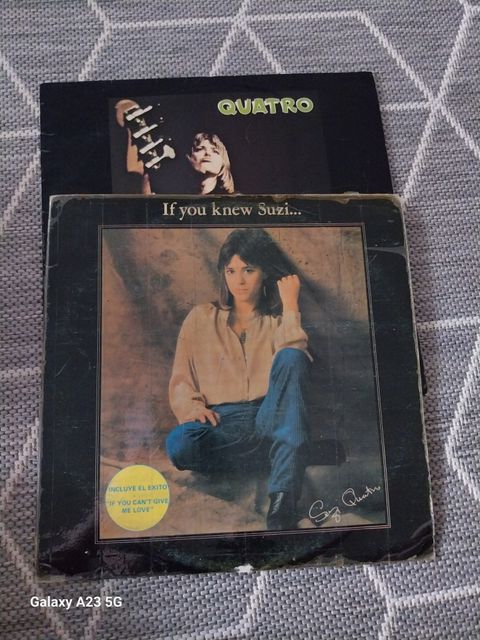 QUATRO
If you knew Suzi...
INCLUYE EL EXITO
"IF YOU CAN'T GIVE
ME LOVE"
Suzi Quatro
Galaxy A23 5G